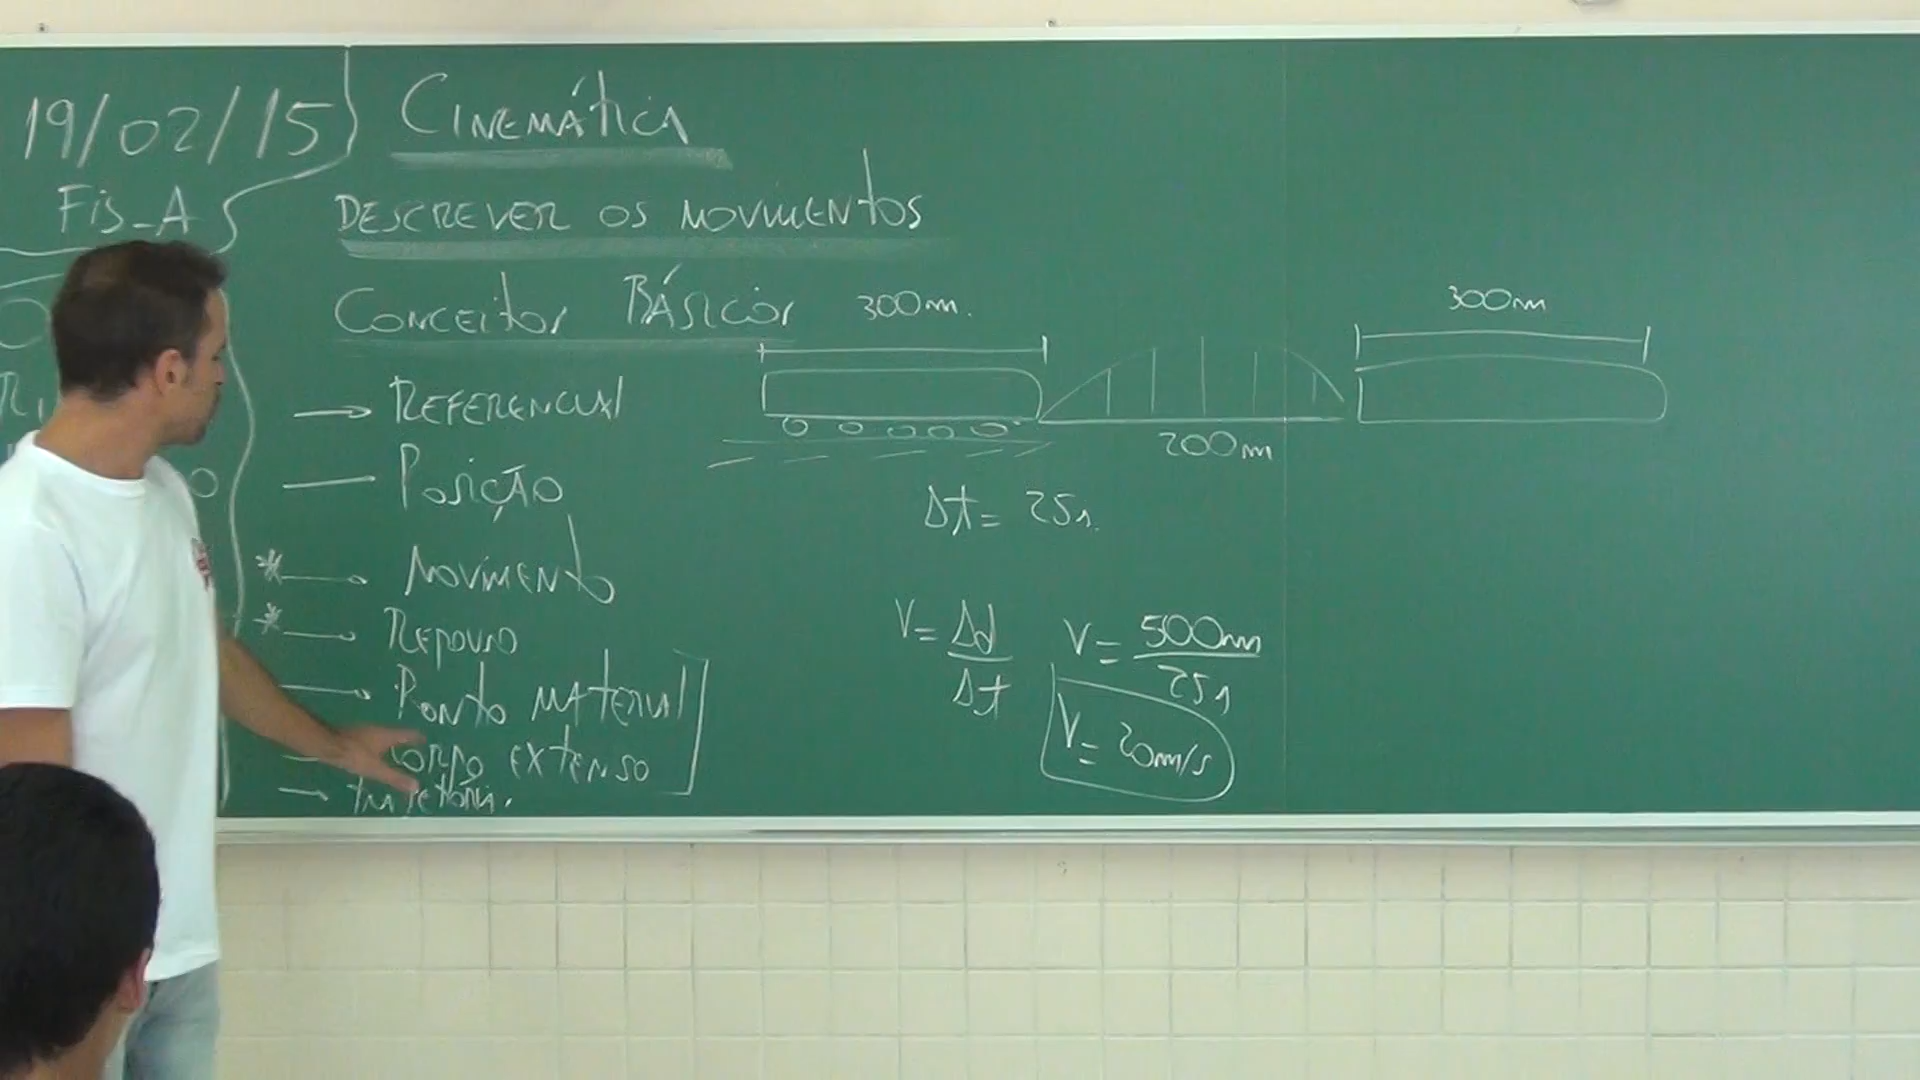 19/02/15
Fis-A
Cinemática
Descrever os movimentos
Conceitos Básicos
→ Referencial
— Posição
* → Movimento
* → Repouso
→ Ponto material
Corpo extenso
→ trajetória.
300m.
200m
300m
Δt = 25s.
V = Δd/Δt
V = 500m/25s
V = 20m/s